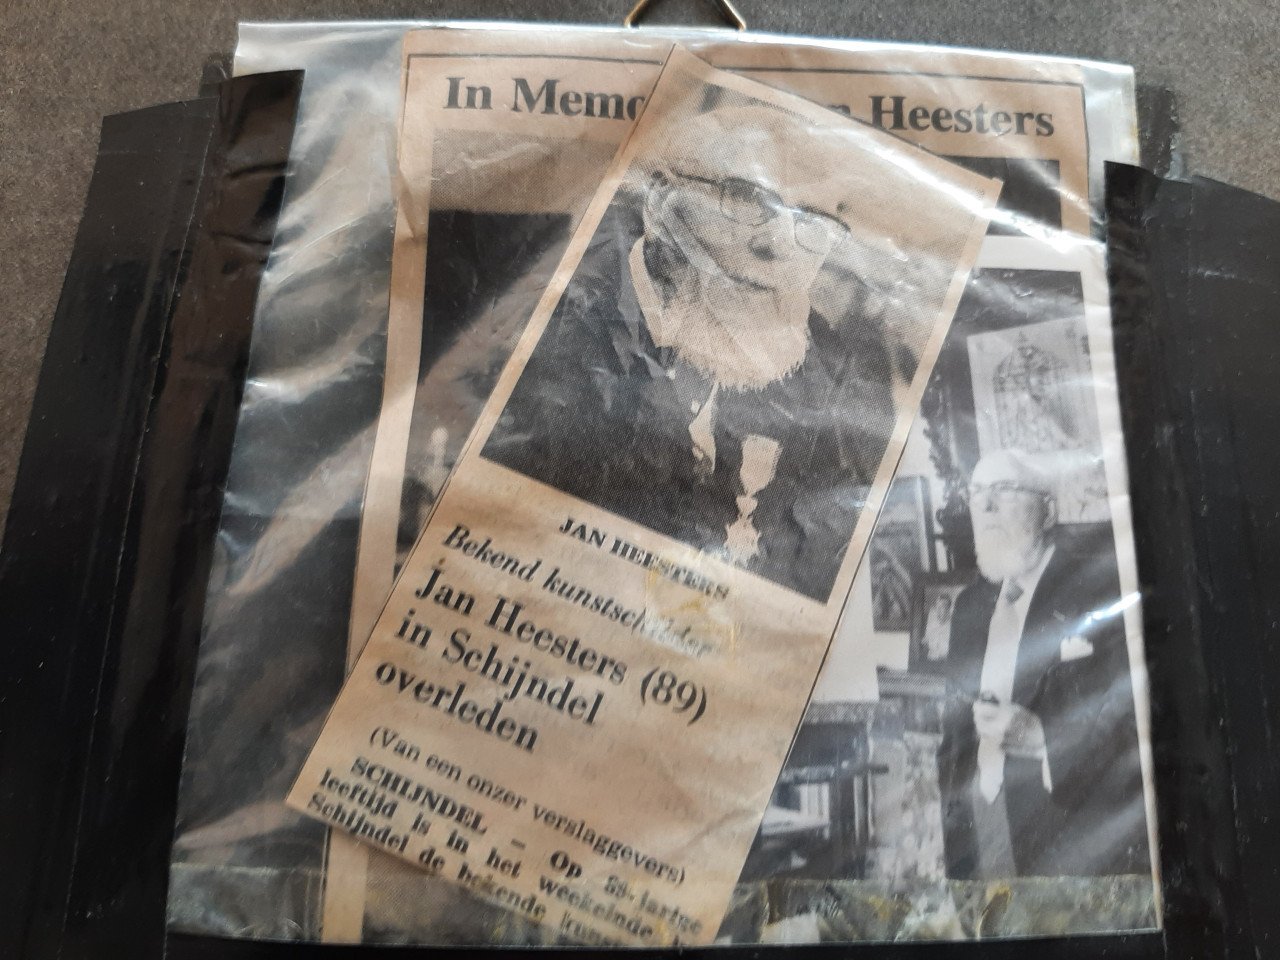 In Memo Heesters
JAN HEESTERS
Bekend kunstschilder
Jan Heesters (89)
in Schijndel
overleden
(Van een onzer verslaggevers)
SCHIJNDEL – Op
leeftijd is in het weekeinde
Schijndel de bekende